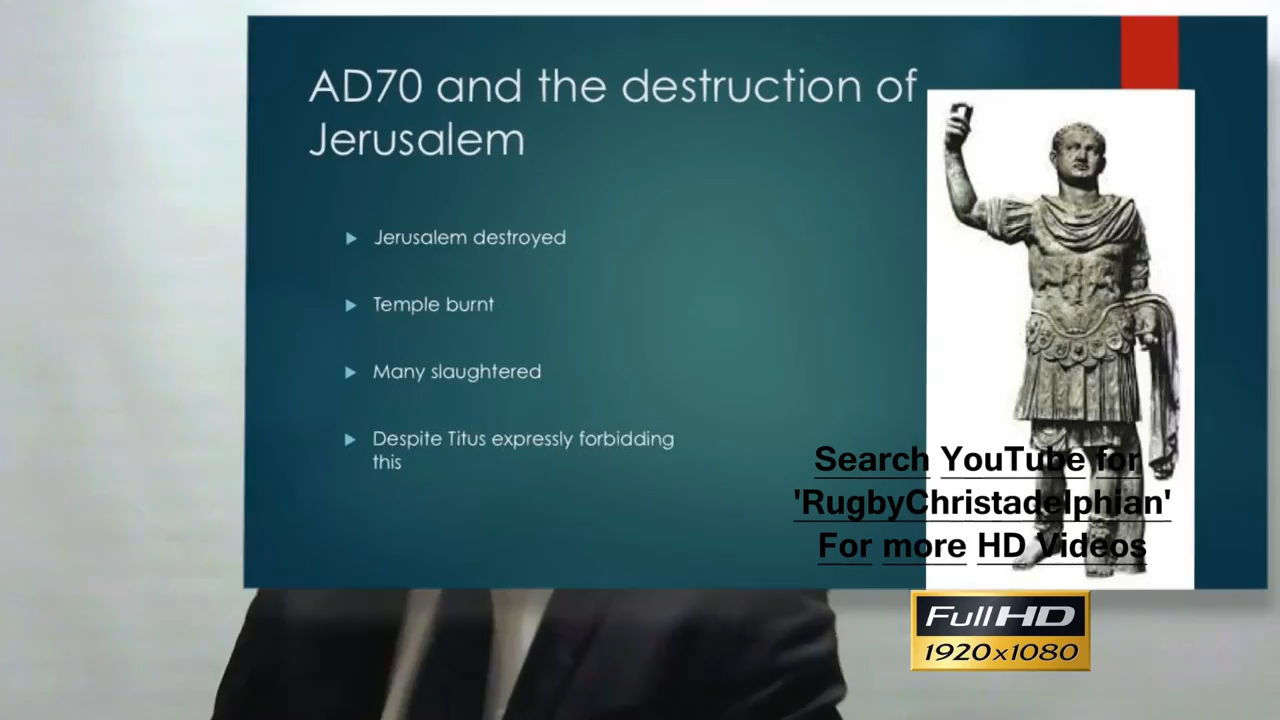 AD70 and the destruction of
Jerusalem
Jerusalem destroyed
Temple burnt
Many slaughtered
Despite Titus expressly forbidding
this
Search YouTube for
'RugbyChristadelphian'
For more HD Videos
Full HD
1920x1080